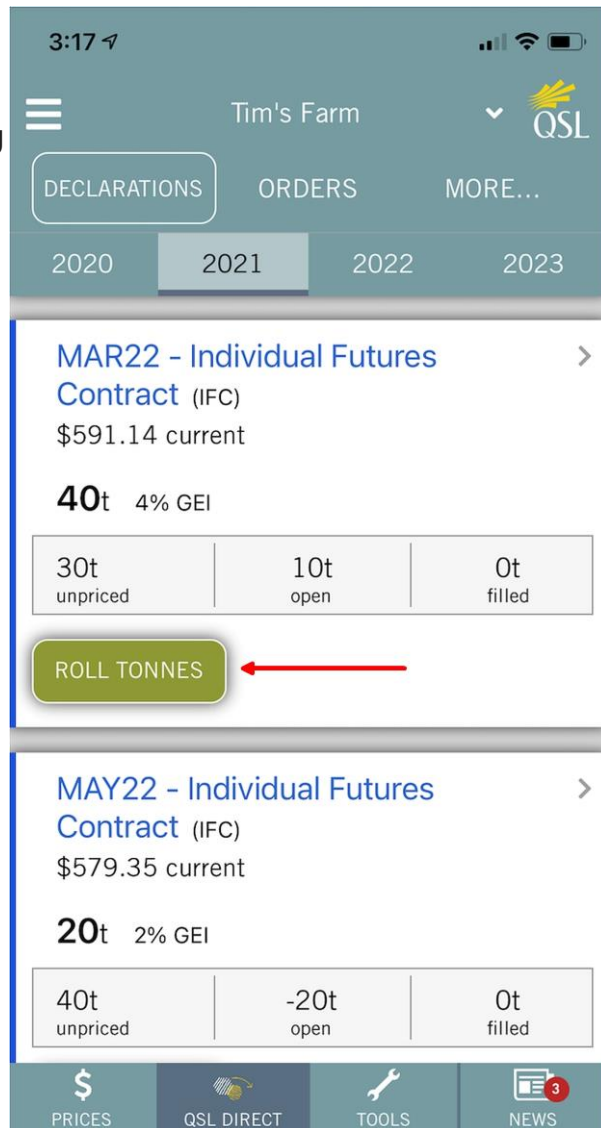 3:17
Tim's Farm
QSL
DECLARATIONS ORDERS MORE...
2020 2021 2022 2023
MAR22 - Individual Futures
Contract (IFC)
$591.14 current
40t 4% GEI
30t 10t 0t
unpriced open filled
ROLL TONNES
MAY22 - Individual Futures
Contract (IFC)
$579.35 current
20t 2% GEI
40t -20t 0t
unpriced open filled
$ 3
PRICES QSL DIRECT TOOLS NEWS